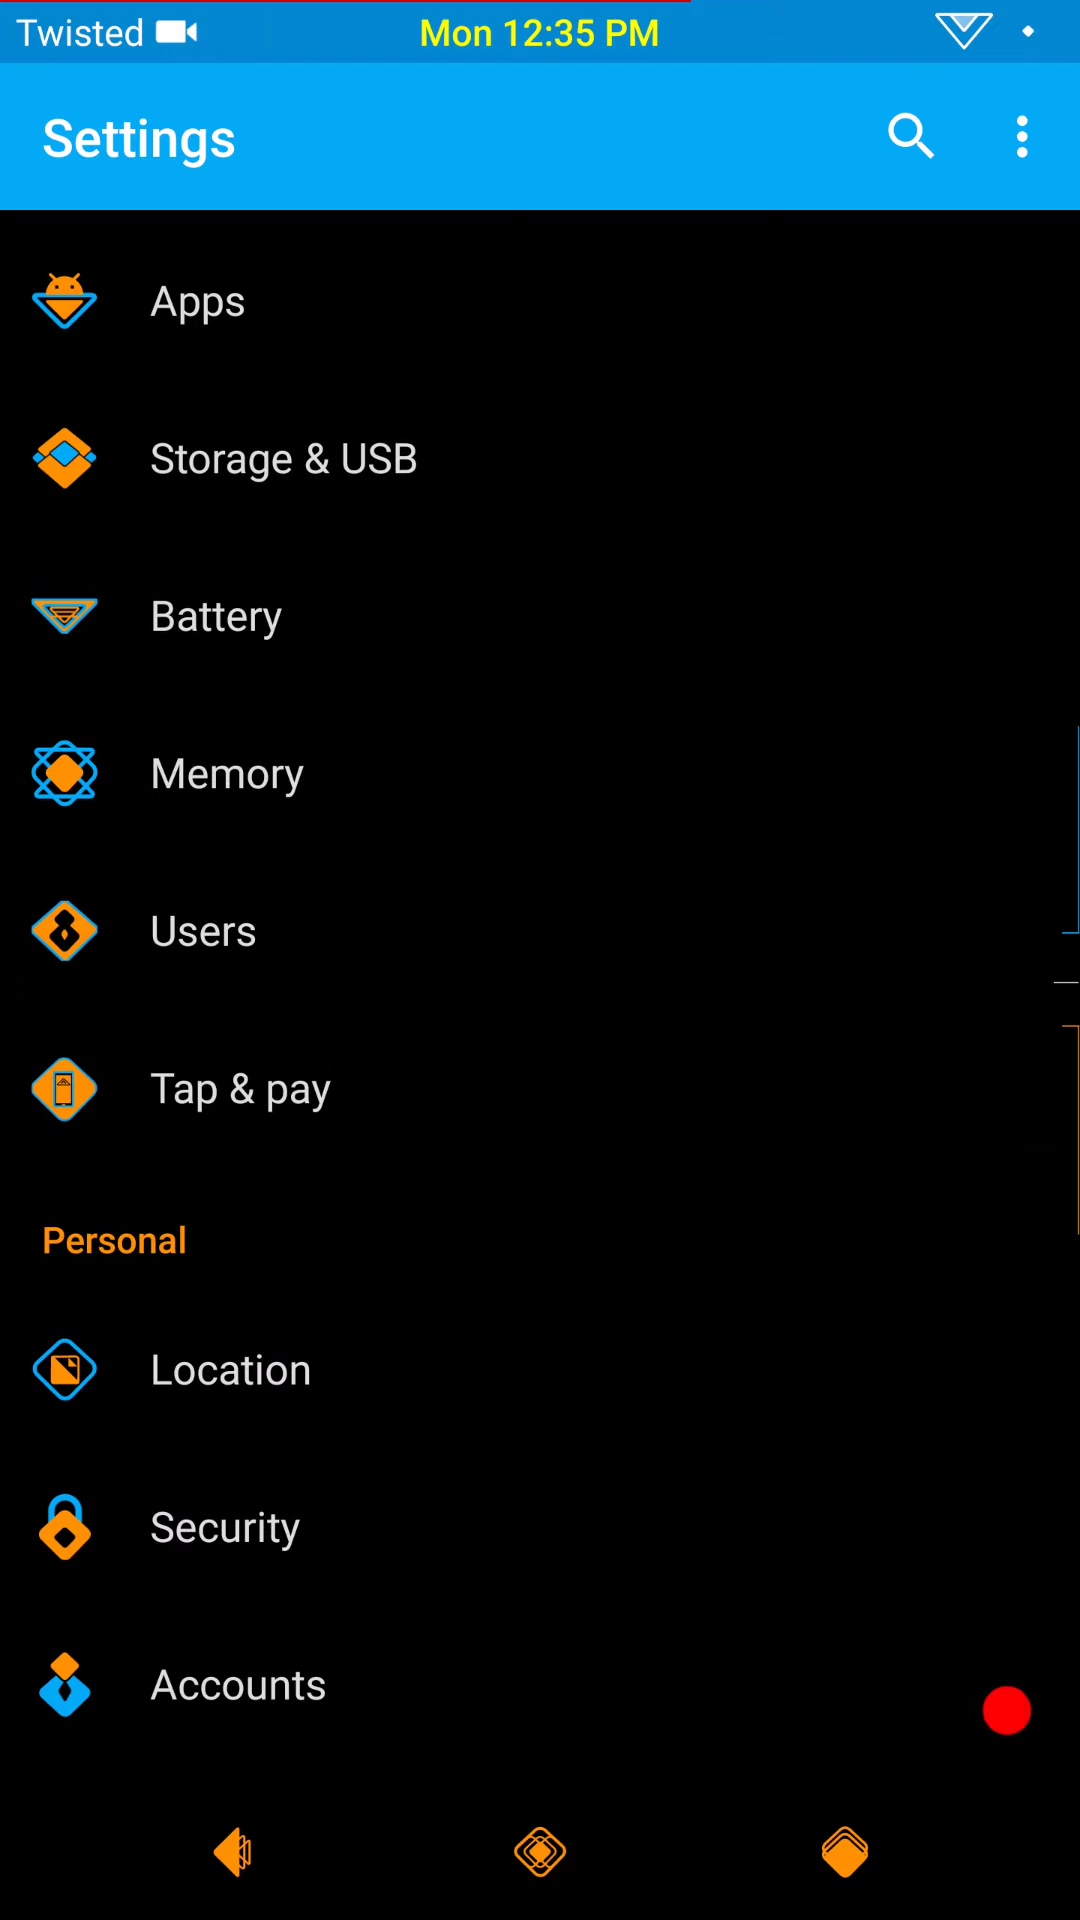 Twisted
Mon 12:35 PM
Settings
Apps
Storage & USB
Battery
Memory
Users
Tap & pay
Personal
Location
Security
Accounts